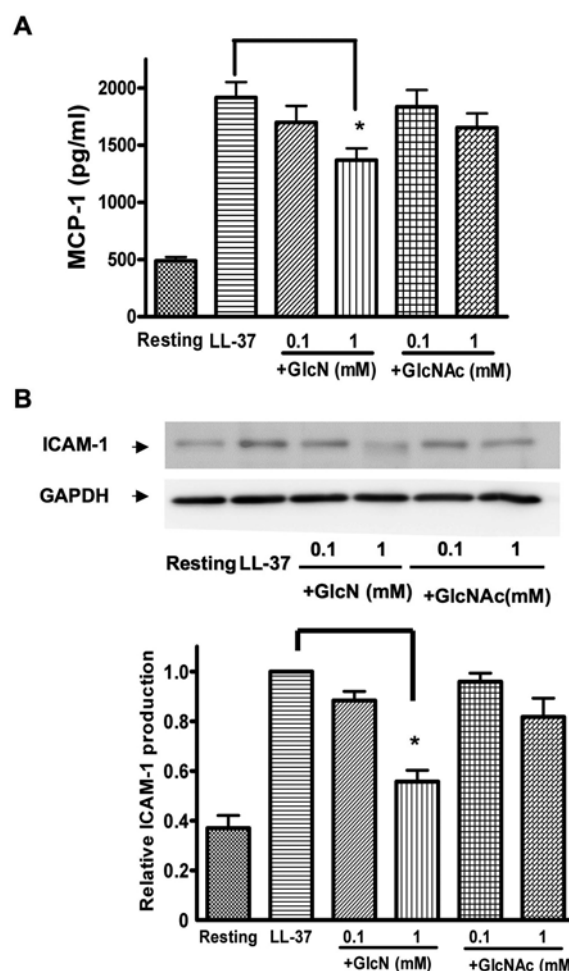 A
MCP-1 (pg/ml)
2000
1500
1000
500
0
*
Resting LL-37 0.1 1 0.1 1
+GlcN (mM) +GlcNAc (mM)
B
ICAM-1
GAPDH
Resting LL-37 0.1 1 0.1 1
+GlcN (mM) +GlcNAc(mM)
Relative ICAM-1 production
1.0
0.8
0.6
0.4
0.2
0
*
Resting LL-37 0.1 1 0.1 1
+GlcN (mM) +GlcNAc (mM